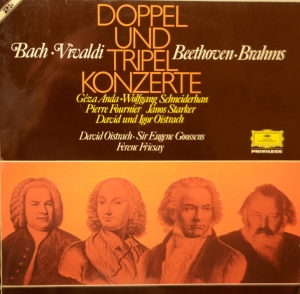 DOPPEL
UND
TRIPEL
KONZERTE
Bach · Vivaldi
Beethoven · Brahms
Géza Anda · Wolfgang Schneiderhan
Pierre Fournier · János Starker
David und Igor Oistrach
David Oistrach · Sir Eugene Goossens
Ferenc Fricsay
PRIVILEGE